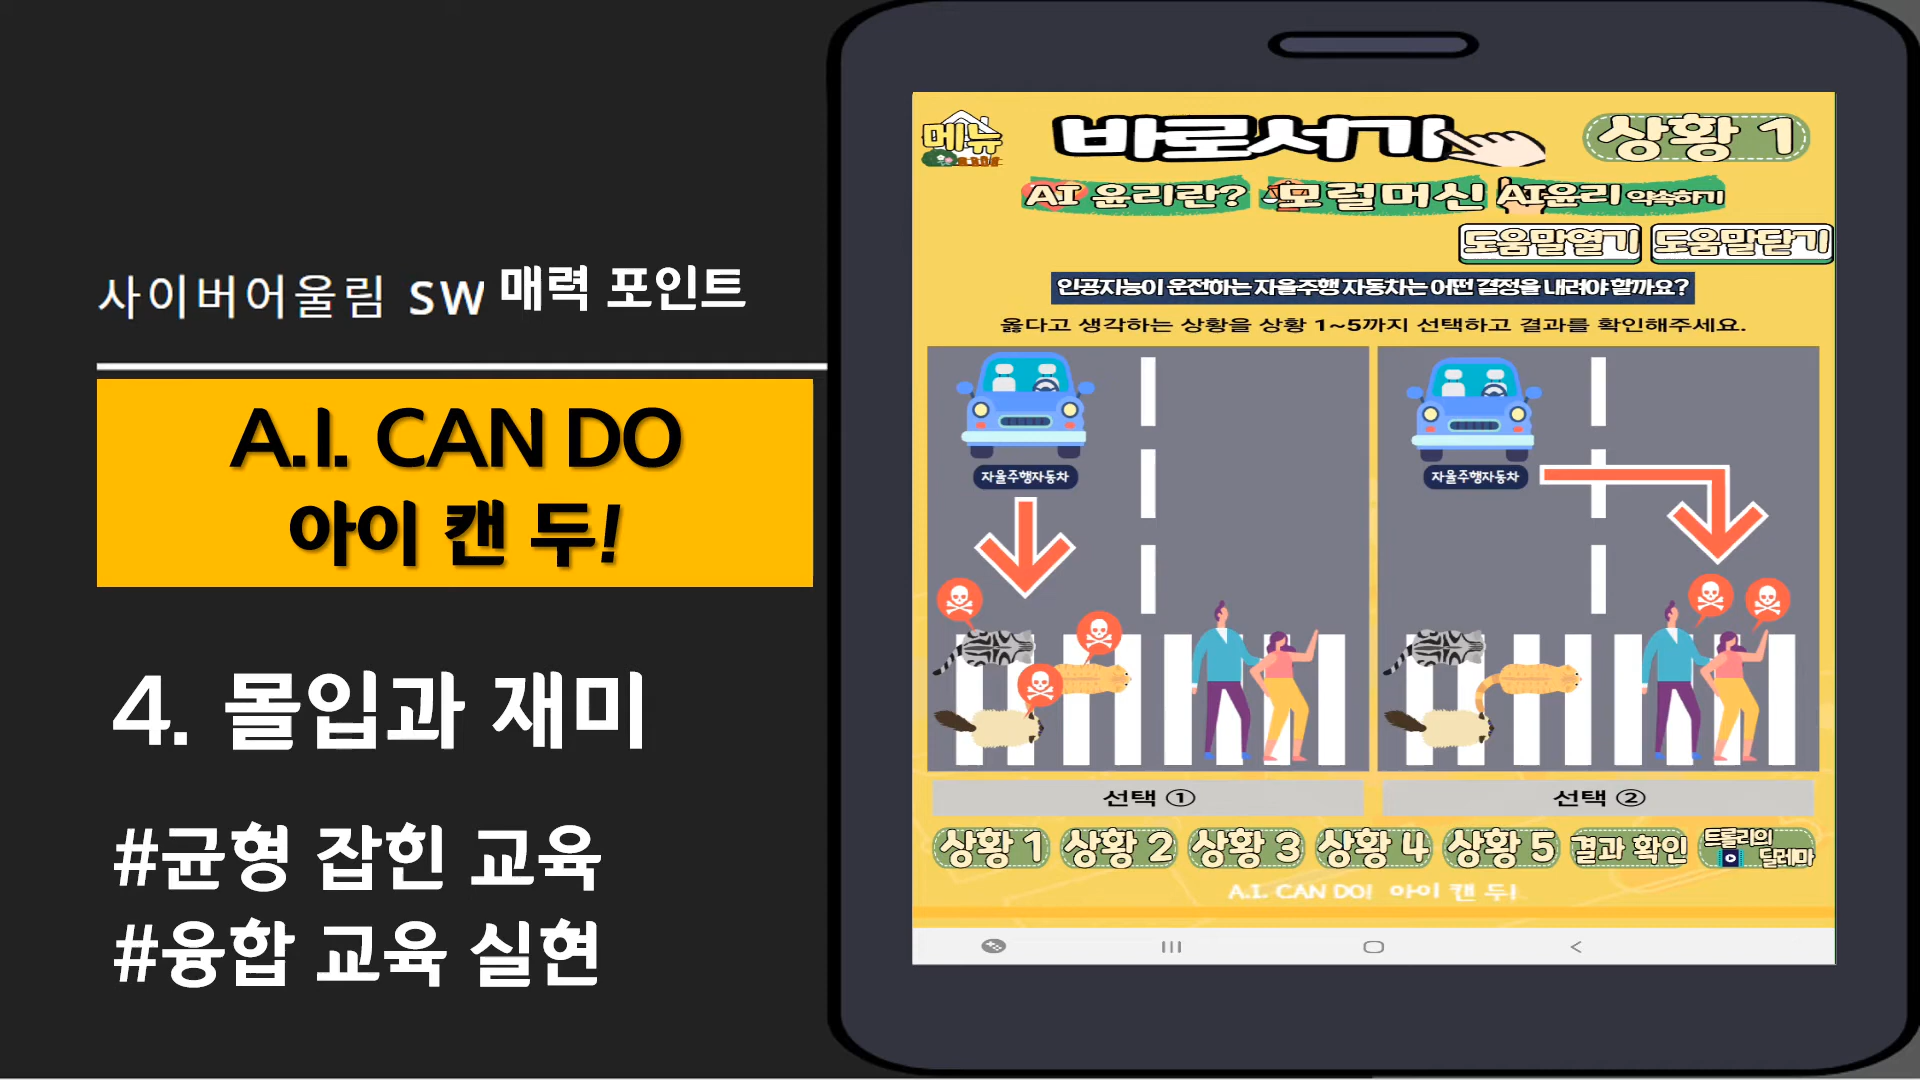 사이버어울림 SW 매력 포인트
A.I. CAN DO
아이 캔 두!
4. 몰입과 재미
#균형 잡힌 교육
#융합 교육 실현
메뉴
바로서기
상황 1
AI 윤리란?
모럴머신
AI윤리 약속하기
도움말열기
도움말닫기
인공지능이 운전하는 자율주행 자동차는 어떤 결정을 내려야 할까요?
옳다고 생각하는 상황을 상황 1~5까지 선택하고 결과를 확인해주세요.
자율주행자동차
자율주행자동차
선택 ①
선택 ②
상황 1
상황 2
상황 3
상황 4
상황 5
결과 확인
트롤리의
딜레마
A.I. CAN DO! 아이 캔 두!